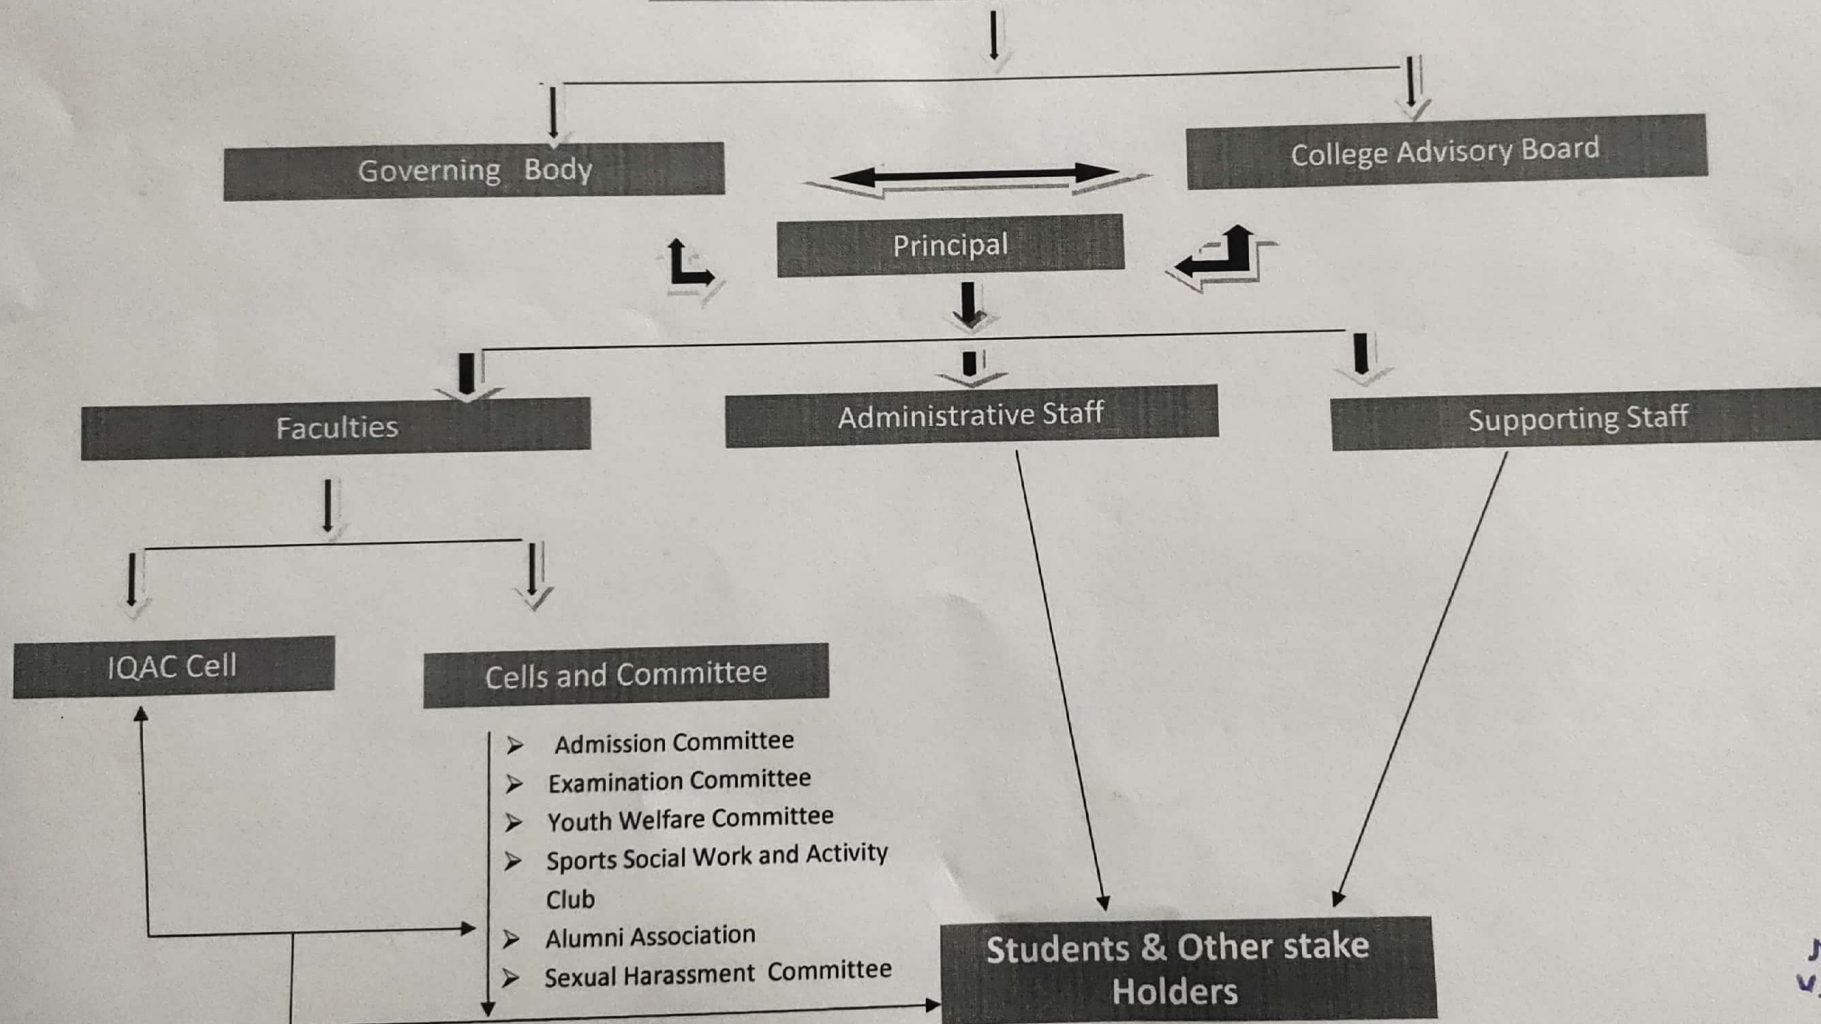 Governing Body
College Advisory Board
Principal
Faculties
Administrative Staff
Supporting Staff
IQAC Cell
Cells and Committee
➢ Admission Committee
➢ Examination Committee
➢ Youth Welfare Committee
➢ Sports Social Work and Activity
Club
➢ Alumni Association
➢ Sexual Harassment Committee
Students & Other stake
Holders